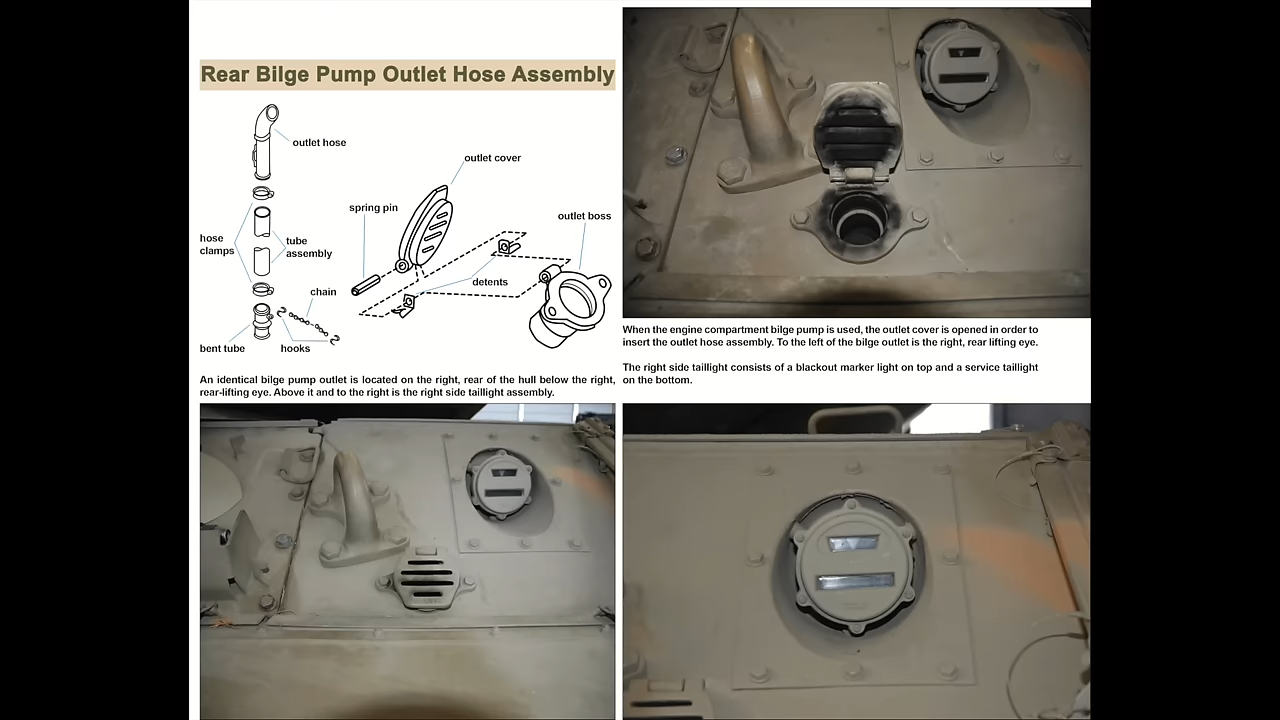 Rear Bilge Pump Outlet Hose Assembly
outlet hose
outlet cover
spring pin
outlet boss
hose
clamps
tube
assembly
detents
chain
bent tube
hooks
An identical bilge pump outlet is located on the right, rear of the hull below the right,
rear-lifting eye. Above it and to the right is the right side taillight assembly.
When the engine compartment bilge pump is used, the outlet cover is opened in order to
insert the outlet hose assembly. To the left of the bilge outlet is the right, rear lifting eye.
The right side taillight consists of a blackout marker light on top and a service taillight
on the bottom.